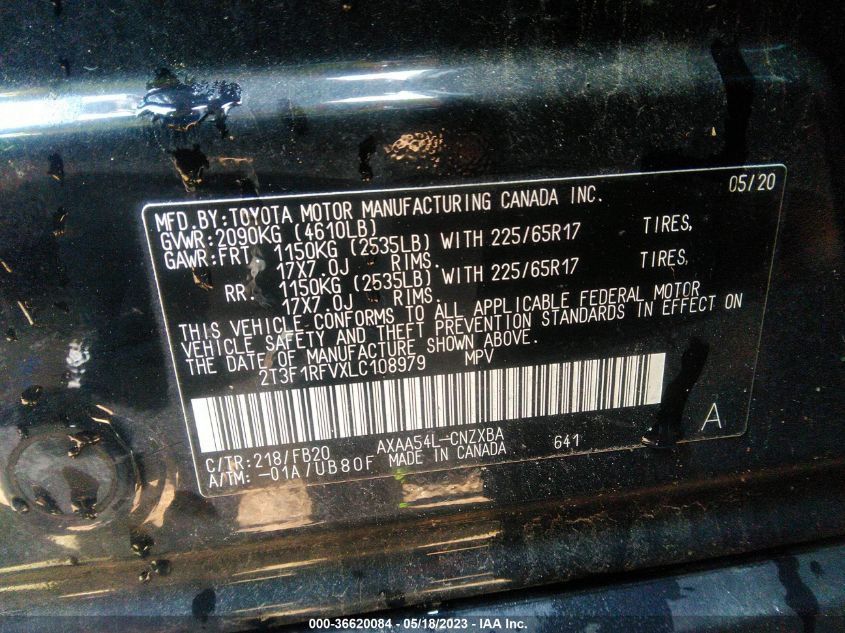 05/20
MFD.BY:TOYOTA MOTOR MANUFACTURING CANADA INC.
GVWR:2090KG (4610LB)
GAWR:FRT. 1150KG (2535LB) WITH 225/65R17 TIRES,
17X7.0J RIMS.
RR. 1150KG (2535LB) WITH 225/65R17 TIRES,
17X7.0J RIMS.
THIS VEHICLE CONFORMS TO ALL APPLICABLE FEDERAL MOTOR
VEHICLE SAFETY AND THEFT PREVENTION STANDARDS IN EFFECT ON
THE DATE OF MANUFACTURE SHOWN ABOVE.
2T3F1RFVXLC108979 MPV
A
C/TR:218/FB20 AXAA54L-CNZXBA 641
A/TM:-01A/UB80F MADE IN CANADA
000-36620084 - 05/18/2023 - IAA Inc.